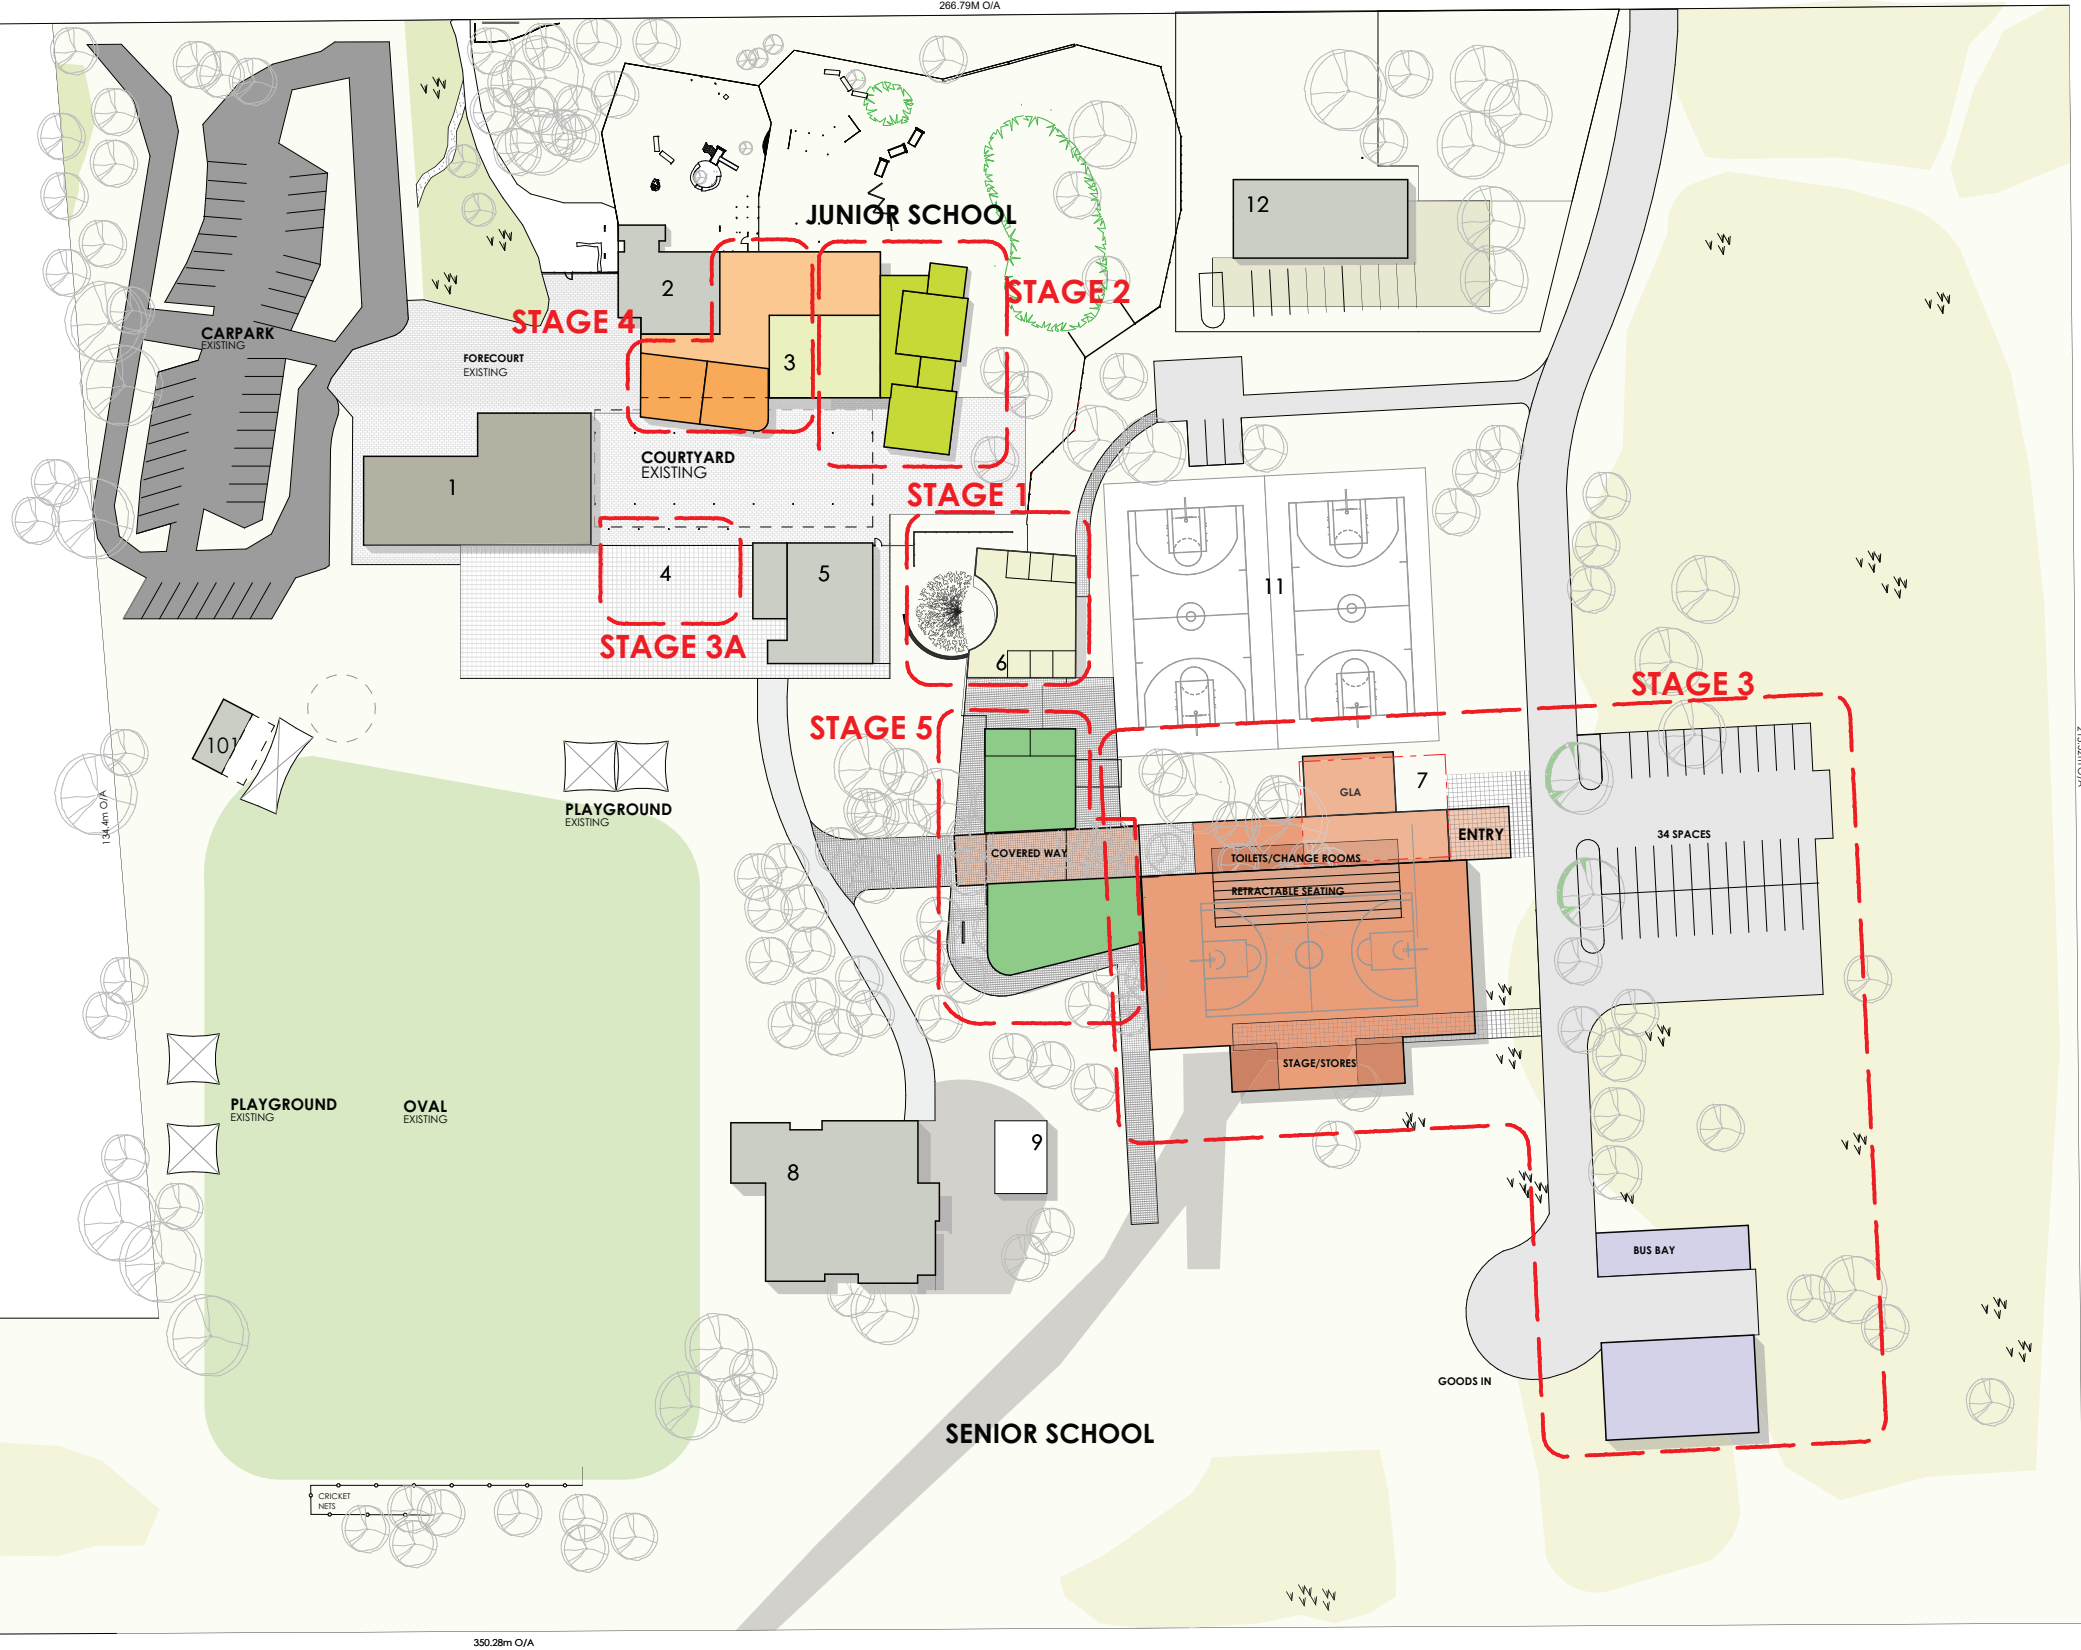 266.79M O/A
12
JUNIOR SCHOOL
2
STAGE 2
STAGE 4
CARPARK
EXISTING
FORECOURT
EXISTING
3
COURTYARD
EXISTING
1
STAGE 1
4
5
11
STAGE 3A
6
STAGE 3
STAGE 5
101
7
GLA
PLAYGROUND
EXISTING
134.4m O/A
ENTRY
34 SPACES
COVERED WAY
TOILETS/CHANGE ROOMS
RETRACTABLE SEATING
STAGE/STORES
PLAYGROUND
EXISTING
OVAL
EXISTING
9
8
BUS BAY
GOODS IN
SENIOR SCHOOL
CRICKET
NETS
350.28m O/A